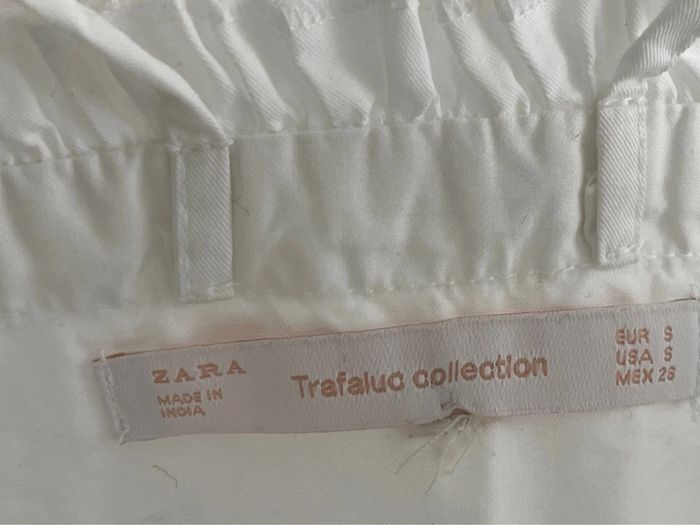 ZARA
MADE IN
INDIA
Trafaluc collection
EUR S
USA S
MEX 26